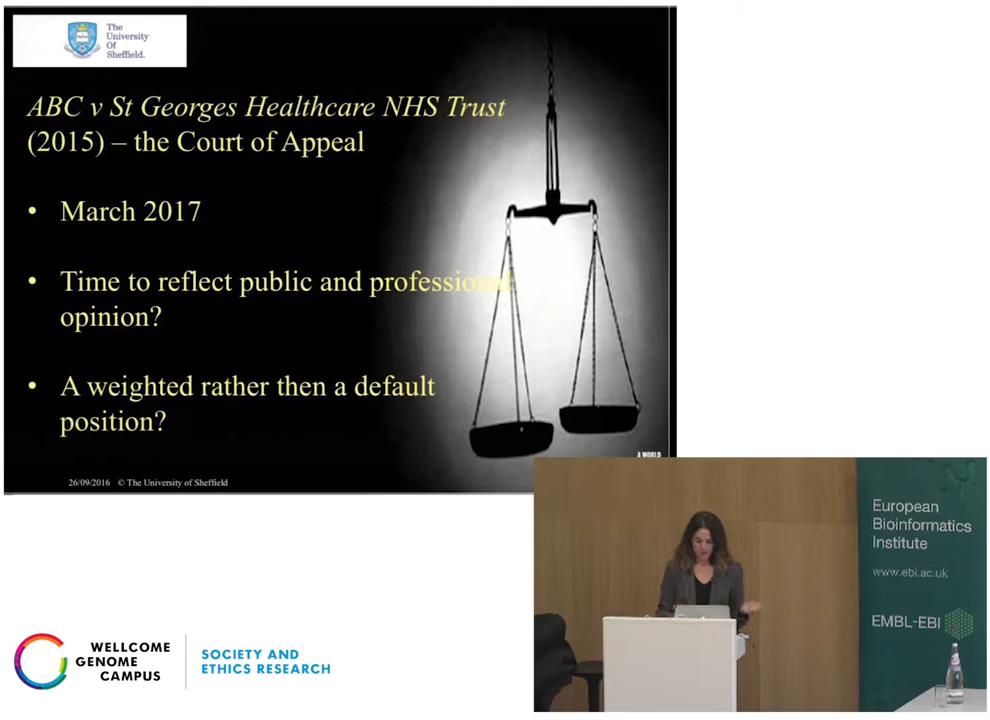 The
University
Of
Sheffield.
ABC v St Georges Healthcare NHS Trust
(2015) – the Court of Appeal
• March 2017
• Time to reflect public and professional
opinion?
• A weighted rather then a default
position?
A WORLD
26/09/2016 © The University of Sheffield
European
Bioinformatics
Institute
www.ebi.ac.uk
EMBL-EBI
WELLCOME
GENOME
CAMPUS
SOCIETY AND
ETHICS RESEARCH